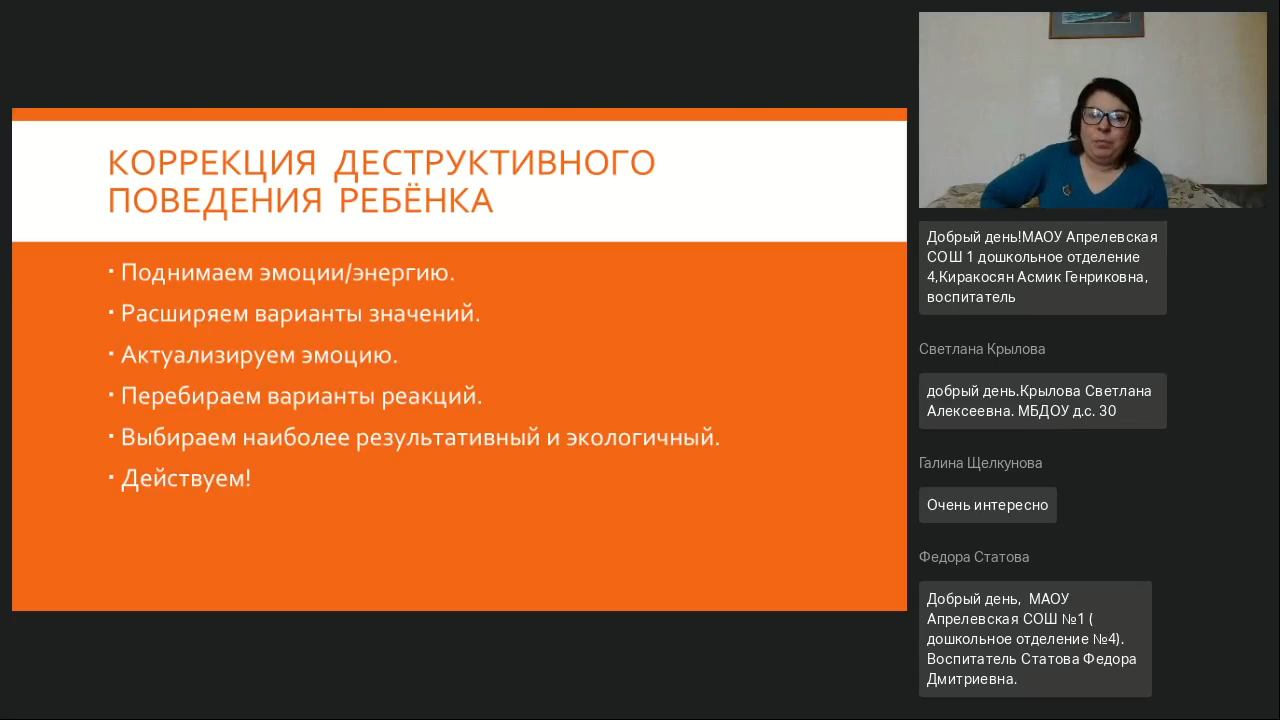 КОРРЕКЦИЯ ДЕСТРУКТИВНОГО
ПОВЕДЕНИЯ РЕБЁНКА
▪ Поднимаем эмоции/энергию.
▪ Расширяем варианты значений.
▪ Актуализируем эмоцию.
▪ Перебираем варианты реакций.
▪ Выбираем наиболее результативный и экологичный.
▪ Действуем!
Добрый день!МАОУ Апрелевская
СОШ 1 дошкольное отделение
4,Киракосян Асмик Генриковна,
воспитатель
Светлана Крылова
добрый день.Крылова Светлана
Алексеевна. МБДОУ д.с. 30
Галина Щелкунова
Очень интересно
Федора Статова
Добрый день, МАОУ
Апрелевская СОШ №1 (
дошкольное отделение №4).
Воспитатель Статова Федора
Дмитриевна.